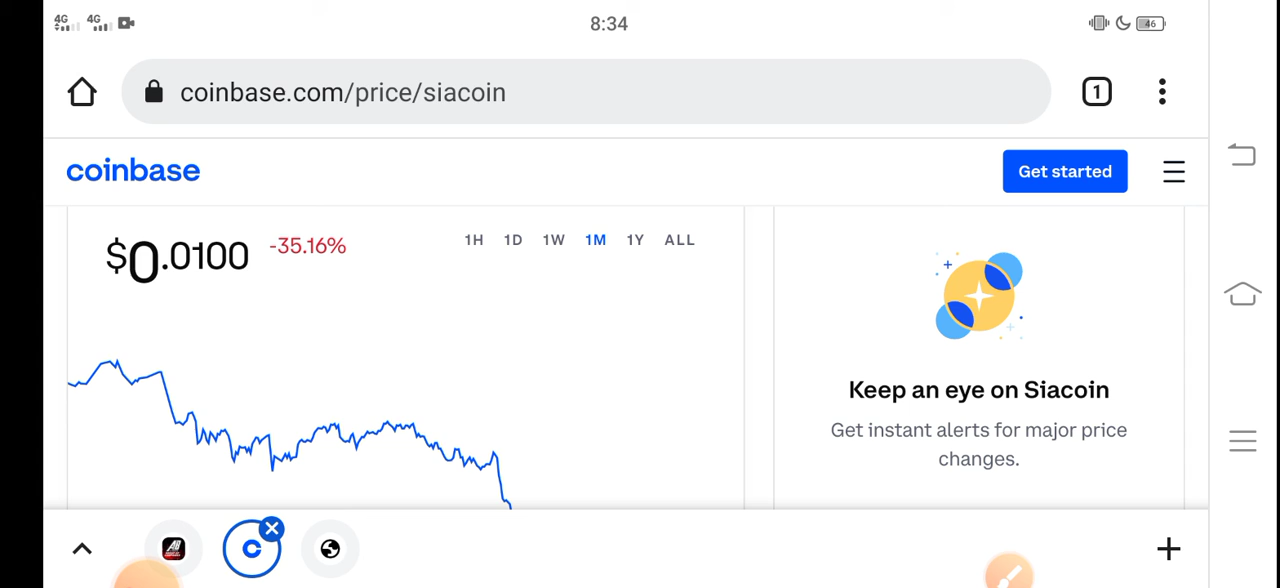 4G 4G 8:34 46
coinbase.com/price/siacoin 1
coinbase Get started
$0.0100 -35.16% 1H 1D 1W 1M 1Y ALL
Keep an eye on Siacoin
Get instant alerts for major price
changes.